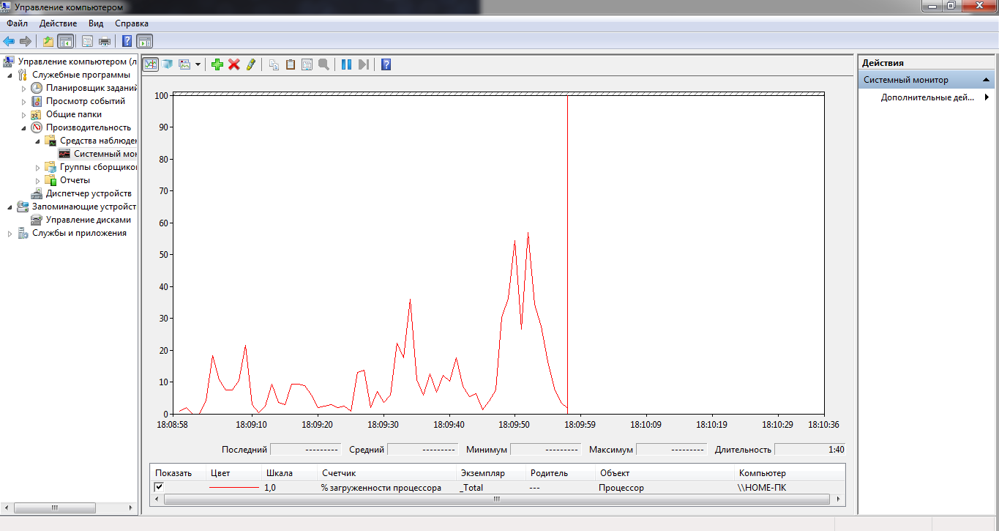 Управление компьютером
Файл Действие Вид Справка
Управление компьютером (л
Служебные программы
Планировщик заданий
Просмотр событий
Общие папки
Производительность
Средства наблюден
Системный мон
Группы сборщиков
Отчеты
Диспетчер устройств
Запоминающие устройст
Управление дисками
Службы и приложения
100
90
80
70
60
50
40
30
20
10
0
18:08:58 18:09:10 18:09:20 18:09:30 18:09:40 18:09:50 18:09:59 18:10:09 18:10:19 18:10:29 18:10:36
Последний --------- Средний --------- Минимум --------- Максимум --------- Длительность 1:40
Показать Цвет Шкала Счетчик Экземпляр Родитель Объект Компьютер
1,0 % загруженности процессора _Total --- Процессор \\HOME-ПК
Действия
Системный монитор
Дополнительные дей...